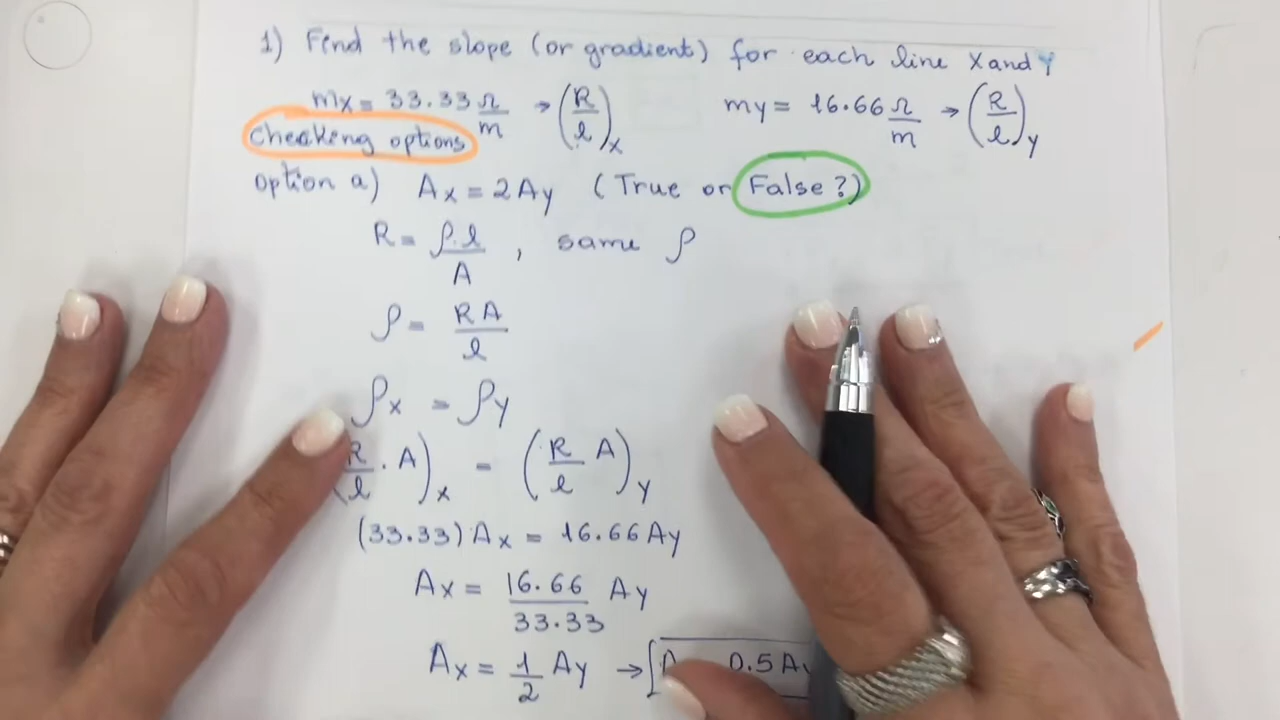 1) Find the slope (or gradient) for each line X and Y
mx = 33.33 Ω/m → (R/l)x my = 16.66 Ω/m → (R/l)Y
Checking options
option a) Ax = 2Ay (True or False?)
R = ρ.l/A , same ρ
ρ = RA/l
ρx = ρy
(R/l . A)x = (R/l A)Y
(33.33) Ax = 16.66 Ay
Ax = 16.66/33.33 Ay
Ax = 1/2 Ay → 0.5